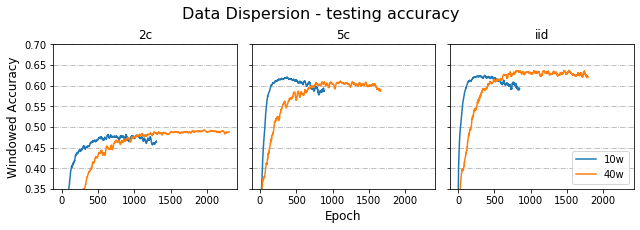 Data Dispersion - testing accuracy
2c 5c iid
0.70
0.65
0.60
0.55
0.50
0.45
0.40
0.35
Windowed Accuracy
0 500 1000 1500 2000 0 500 1000 1500 2000 0 500 1000 1500 2000
Epoch
10w
40w